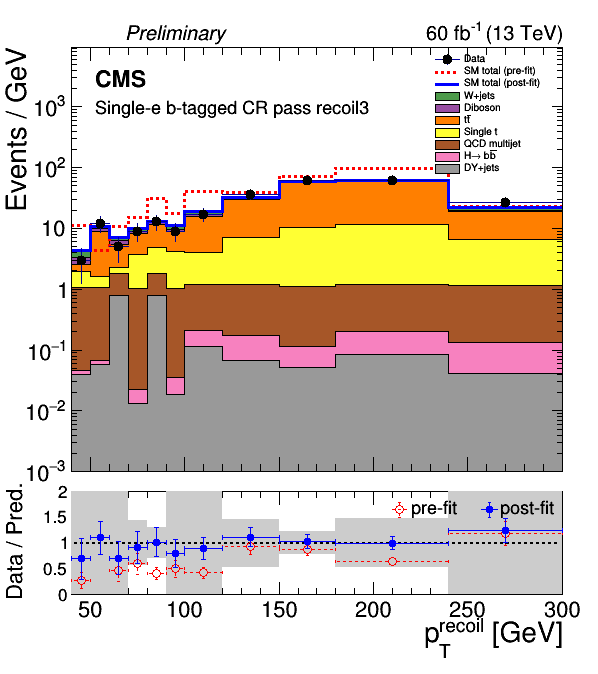 Preliminary
60 fb⁻¹ (13 TeV)
Events / GeV
10³
10²
10
1
10⁻¹
10⁻²
10⁻³
CMS
Single-e b-tagged CR pass recoil3
Data
SM total (pre-fit)
SM total (post-fit)
W+jets
Diboson
tt̅
Single t
QCD multijet
H→ bb̅
DY+jets
Data / Pred.
2
1.5
1
0.5
0
pre-fit
post-fit
50 100 150 200 250 300
p_T^recoil [GeV]